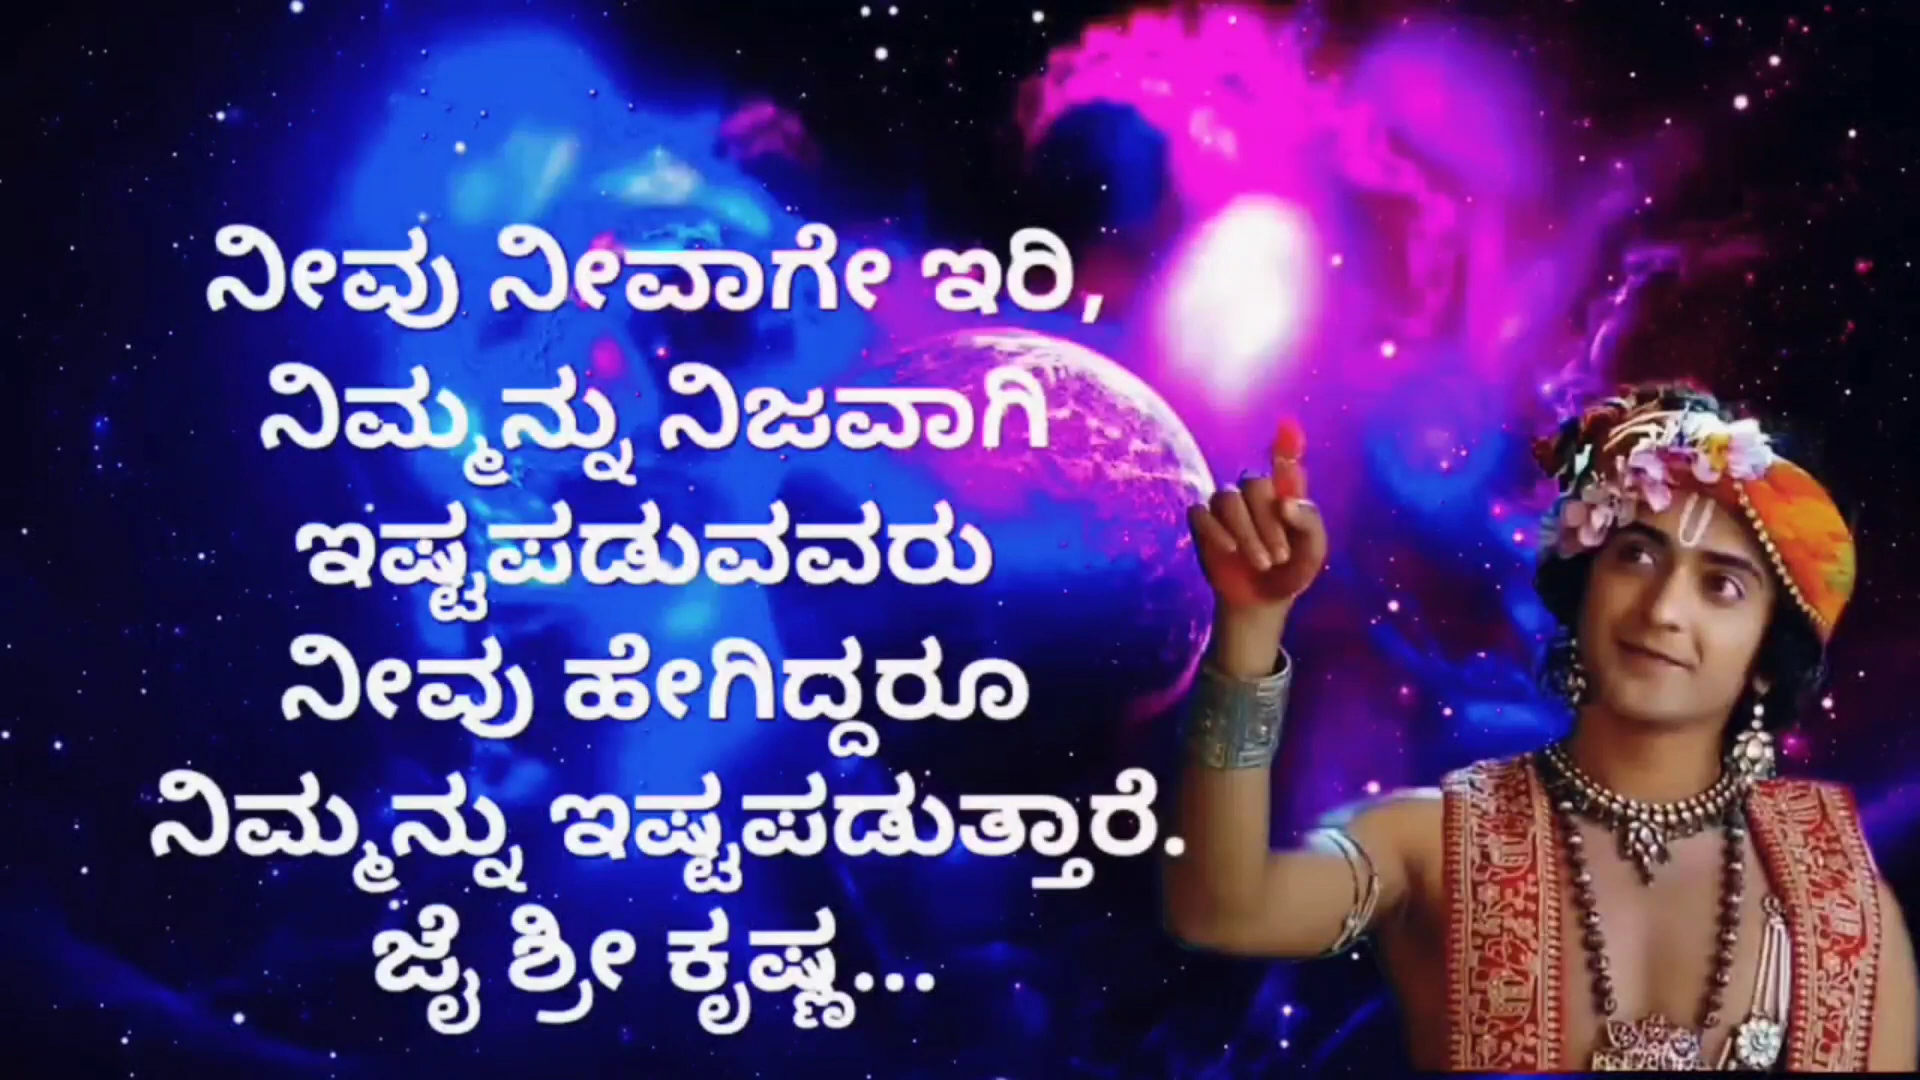 ನೀವು ನೀವಾಗೇ ಇರಿ,
ನಿಮ್ಮನ್ನು ನಿಜವಾಗಿ
ಇಷ್ಟಪಡುವವರು
ನೀವು ಹೇಗಿದ್ದರೂ
ನಿಮ್ಮನ್ನು ಇಷ್ಟಪಡುತ್ತಾರೆ.
ಜೈ ಶ್ರೀ ಕೃಷ್ಣ...